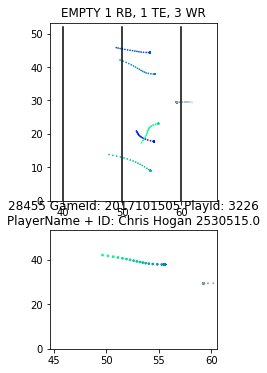 EMPTY 1 RB, 1 TE, 3 WR
50
40
30
20
10
0
40 50 60
28455 GameId: 2017101505 PlayId: 3226
PlayerName + ID: Chris Hogan 2530515.0
40
20
0
45 50 55 60